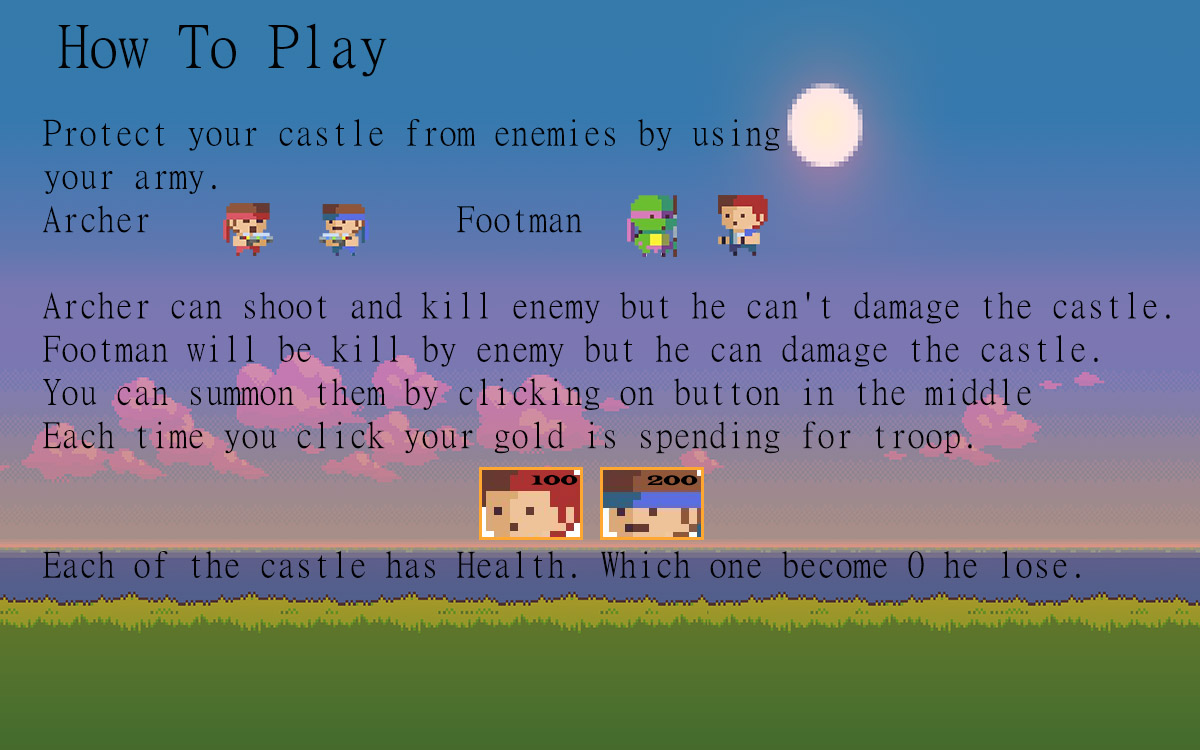 How To Play
Protect your castle from enemies by using
your army.
Archer Footman
Archer can shoot and kill enemy but he can't damage the castle.
Footman will be kill by enemy but he can damage the castle.
You can summon them by clicking on button in the middle
Each time you click your gold is spending for troop.
100 200
Each of the castle has Health. Which one become O he lose.